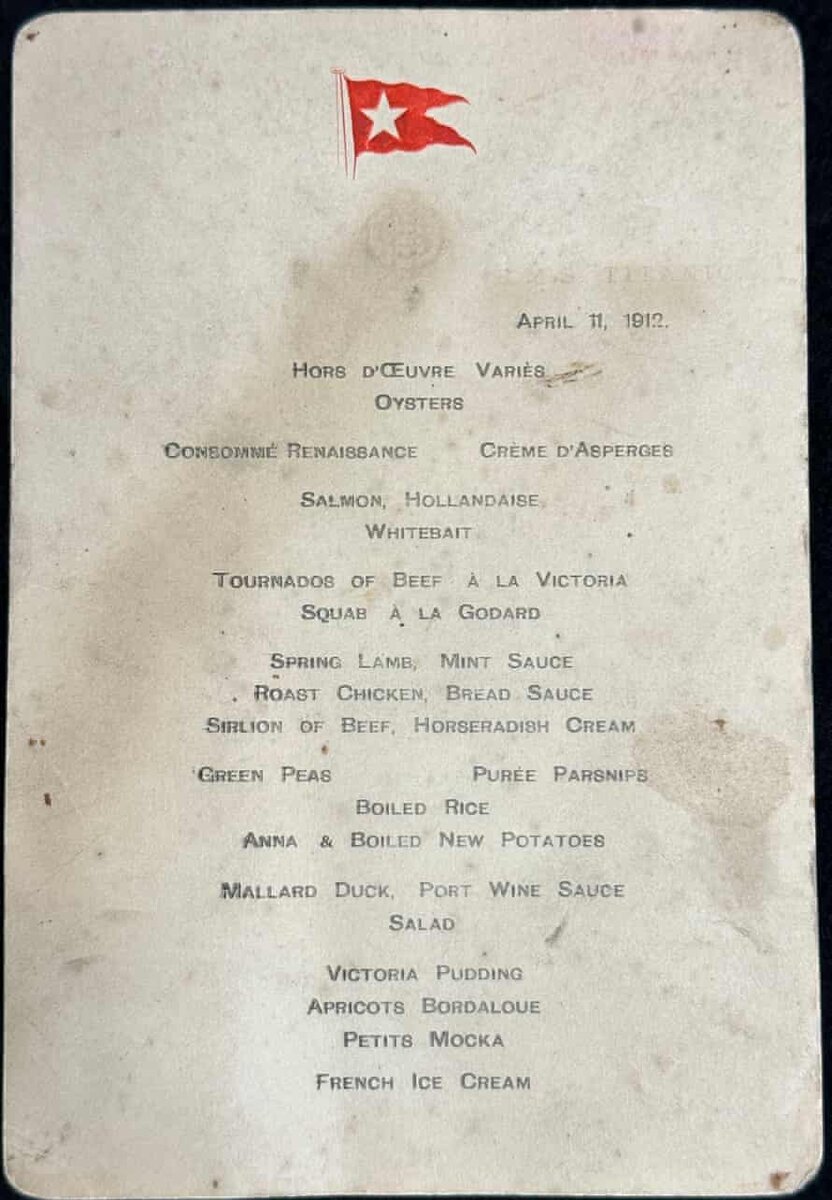 April 11, 1912.
Hors d'Œuvre Variès
Oysters
Consommé Renaissance Crème d'Asperges
Salmon, Hollandaise
Whitebait
Tournados of Beef à la Victoria
Squab à la Godard
Spring Lamb, Mint Sauce
Roast Chicken, Bread Sauce
Sirlion of Beef, Horseradish Cream
Green Peas Purée Parsnips
Boiled Rice
Anna & Boiled New Potatoes
Mallard Duck, Port Wine Sauce
Salad
Victoria Pudding
Apricots Bordaloue
Petits Mocka
French Ice Cream